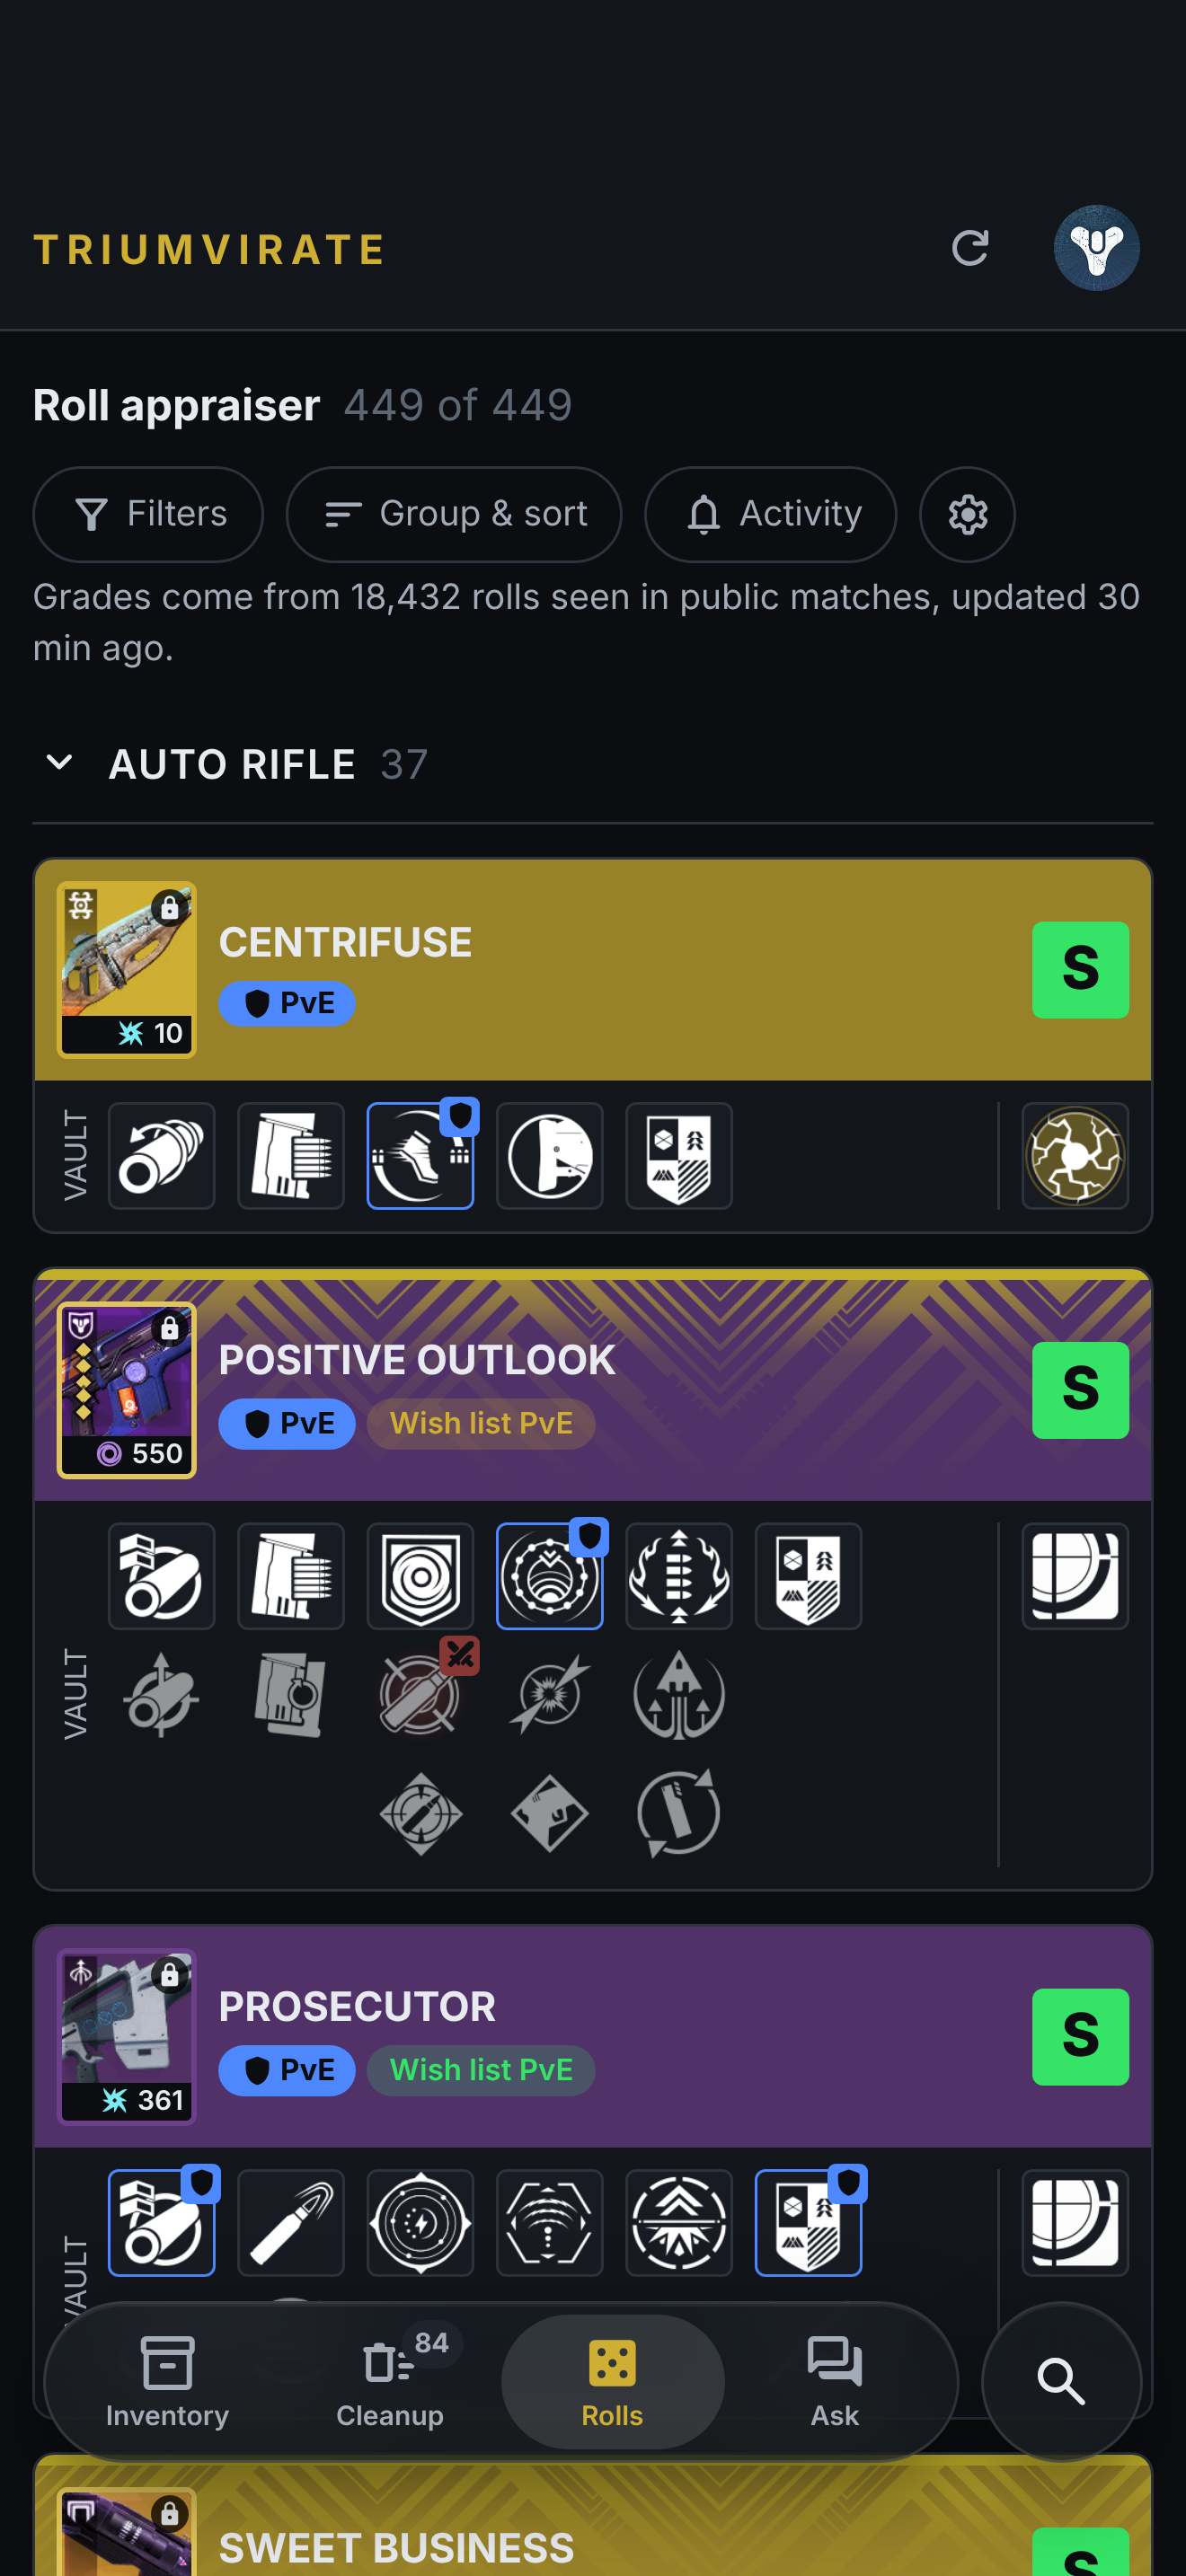 TRIUMVIRATE
Roll appraiser 449 of 449
Filters
Group & sort
Activity
Grades come from 18,432 rolls seen in public matches, updated 30
min ago.
AUTO RIFLE 37
CENTRIFUSE
PvE
S
10
VAULT
POSITIVE OUTLOOK
PvE
Wish list PvE
S
550
VAULT
PROSECUTOR
PvE
Wish list PvE
S
361
VAULT
Inventory
84
Cleanup
Rolls
Ask
SWEET BUSINESS
S